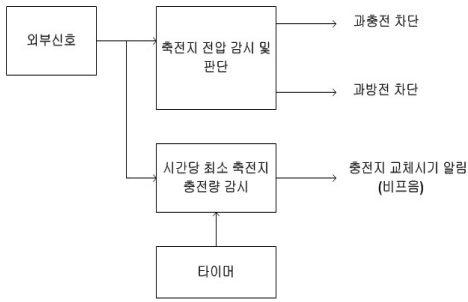 외부신호
축전지 전압 감시 및
판단
과충전 차단
과방전 차단
시간당 최소 축전지
충전량 감시
충전지 교체시기 알림
(비프음)
타이머